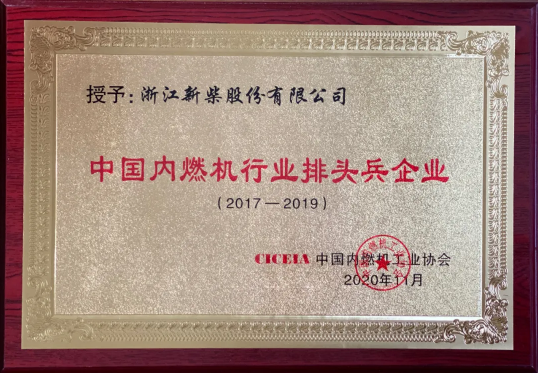 授予：浙江新柴股份有限公司
中国内燃机行业排头兵企业
（2017—2019）
CICEIA 中国内燃机工业协会
2020年11月